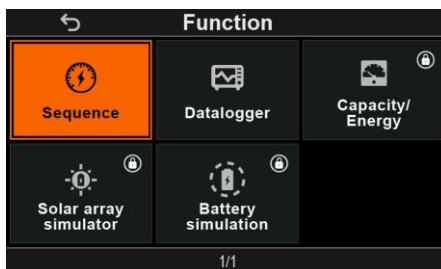 Function
Sequence
Datalogger
Capacity/
Energy
Solar array
simulator
Battery
simulation
1/1